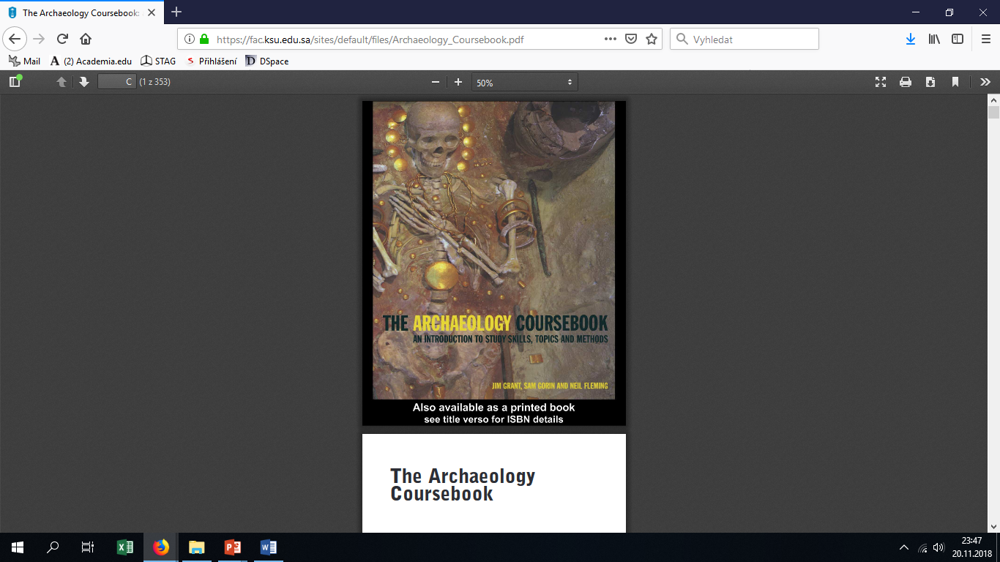 The Archaeology Coursebook:
https://fac.ksu.edu.sa/sites/default/files/Archaeology_Coursebook.pdf
Vyhledat
Mail
(2) Academia.edu
STAG
Přihlášení
DSpace
C
(1 z 353)
50%
THE ARCHAEOLOGY COURSEBOOK
AN INTRODUCTION TO STUDY SKILLS, TOPICS AND METHODS
JIM GRANT, SAM GORIN AND NEIL FLEMING
Also available as a printed book
see title verso for ISBN details
The Archaeology
Coursebook
23:47
20.11.2018